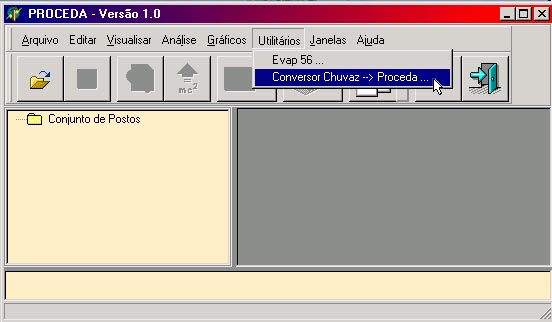 PROCEDA - Versão 1.0
Arquivo Editar Visualisar Análise Gráficos Utilitários Janelas Ajuda
Evap 56 ...
Conversor Chuvaz --> Proceda ...
mc²
Conjunto de Postos